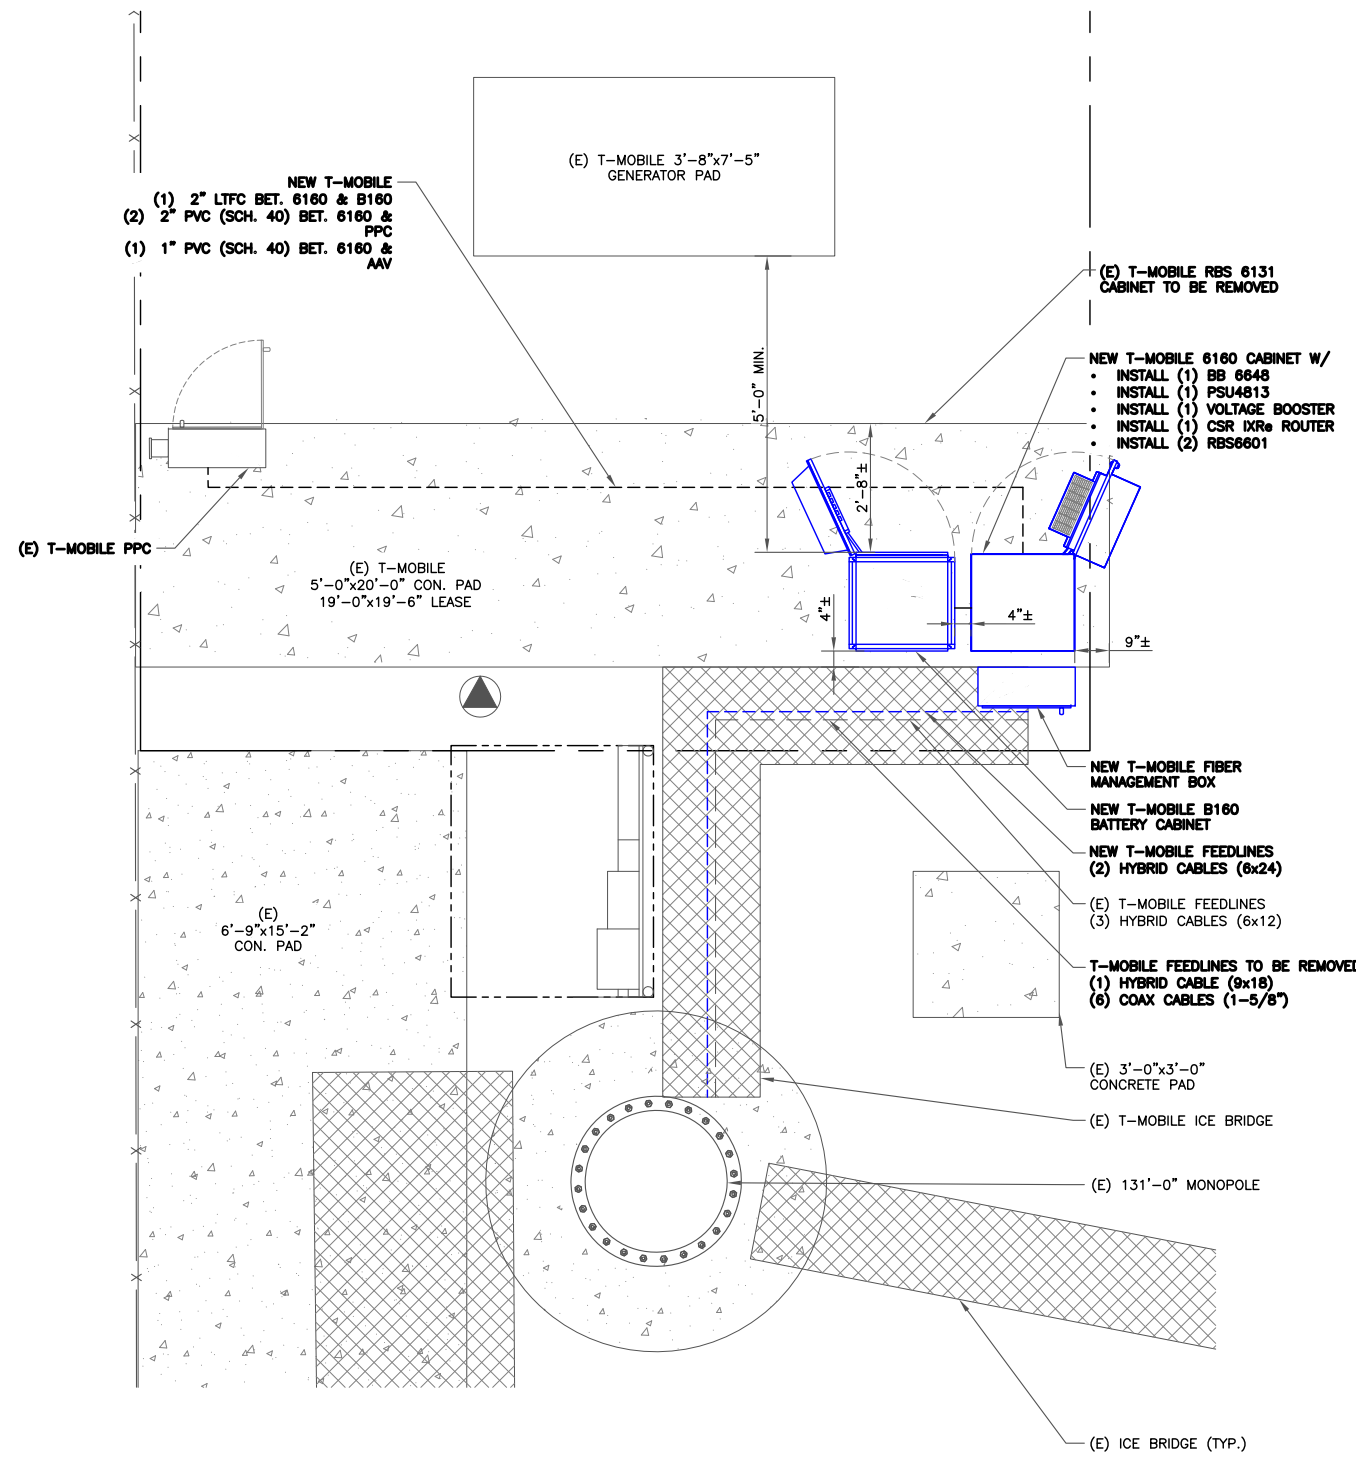 (E) T-MOBILE 3'-8"x7'-5"
GENERATOR PAD
NEW T-MOBILE
(1) 2" LTFC BET. 6160 & B160
(2) 2" PVC (SCH. 40) BET. 6160 &
PPC
(1) 1" PVC (SCH. 40) BET. 6160 &
AAV
(E) T-MOBILE RBS 6131
CABINET TO BE REMOVED
5'-0" MIN.
NEW T-MOBILE 6160 CABINET W/
• INSTALL (1) BB 6648
• INSTALL (1) PSU4813
• INSTALL (1) VOLTAGE BOOSTER
• INSTALL (1) CSR IXRe ROUTER
• INSTALL (2) RBS6601
2'-8"±
(E) T-MOBILE PPC
(E) T-MOBILE
5'-0"x20'-0" CON. PAD
19'-0"x19'-6" LEASE
4"±
4"±
9"±
NEW T-MOBILE FIBER
MANAGEMENT BOX
NEW T-MOBILE B160
BATTERY CABINET
NEW T-MOBILE FEEDLINES
(2) HYBRID CABLES (6x24)
(E) T-MOBILE FEEDLINES
(3) HYBRID CABLES (6x12)
(E)
6'-9"x15'-2"
CON. PAD
T-MOBILE FEEDLINES TO BE REMOVED
(1) HYBRID CABLE (9x18)
(6) COAX CABLES (1-5/8")
(E) 3'-0"x3'-0"
CONCRETE PAD
(E) T-MOBILE ICE BRIDGE
(E) 131'-0" MONOPOLE
(E) ICE BRIDGE (TYP.)